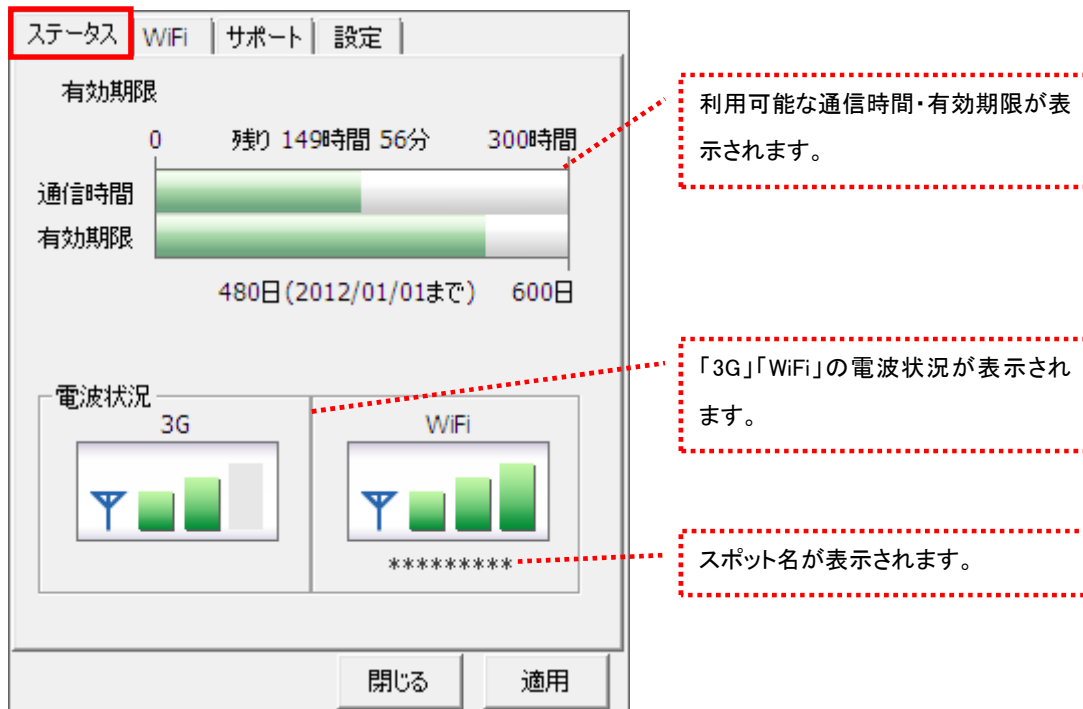 ステータス WiFi サポート 設定
有効期限
0 残り 149時間 56分 300時間
通信時間
有効期限
480日(2012/01/01まで) 600日
電波状況
3G WiFi
*********
閉じる 適用
利用可能な通信時間・有効期限が表
示されます。
「3G」「WiFi」の電波状況が表示され
ます。
スポット名が表示されます。